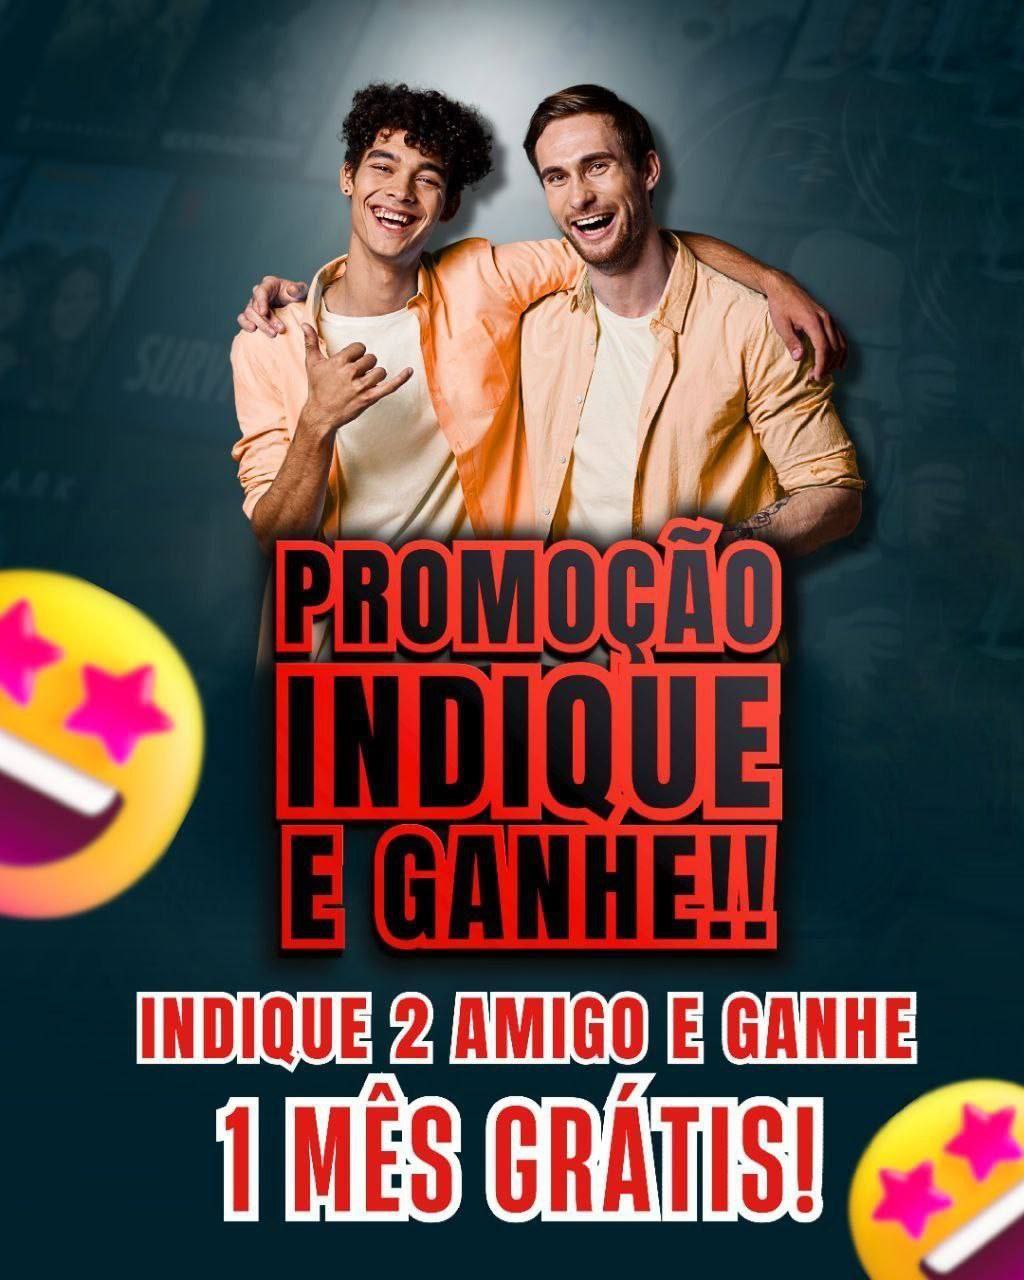 PROMOÇÃO
INDIQUE
E GANHE!!
INDIQUE 2 AMIGO E GANHE
1 MÊS GRÁTIS!